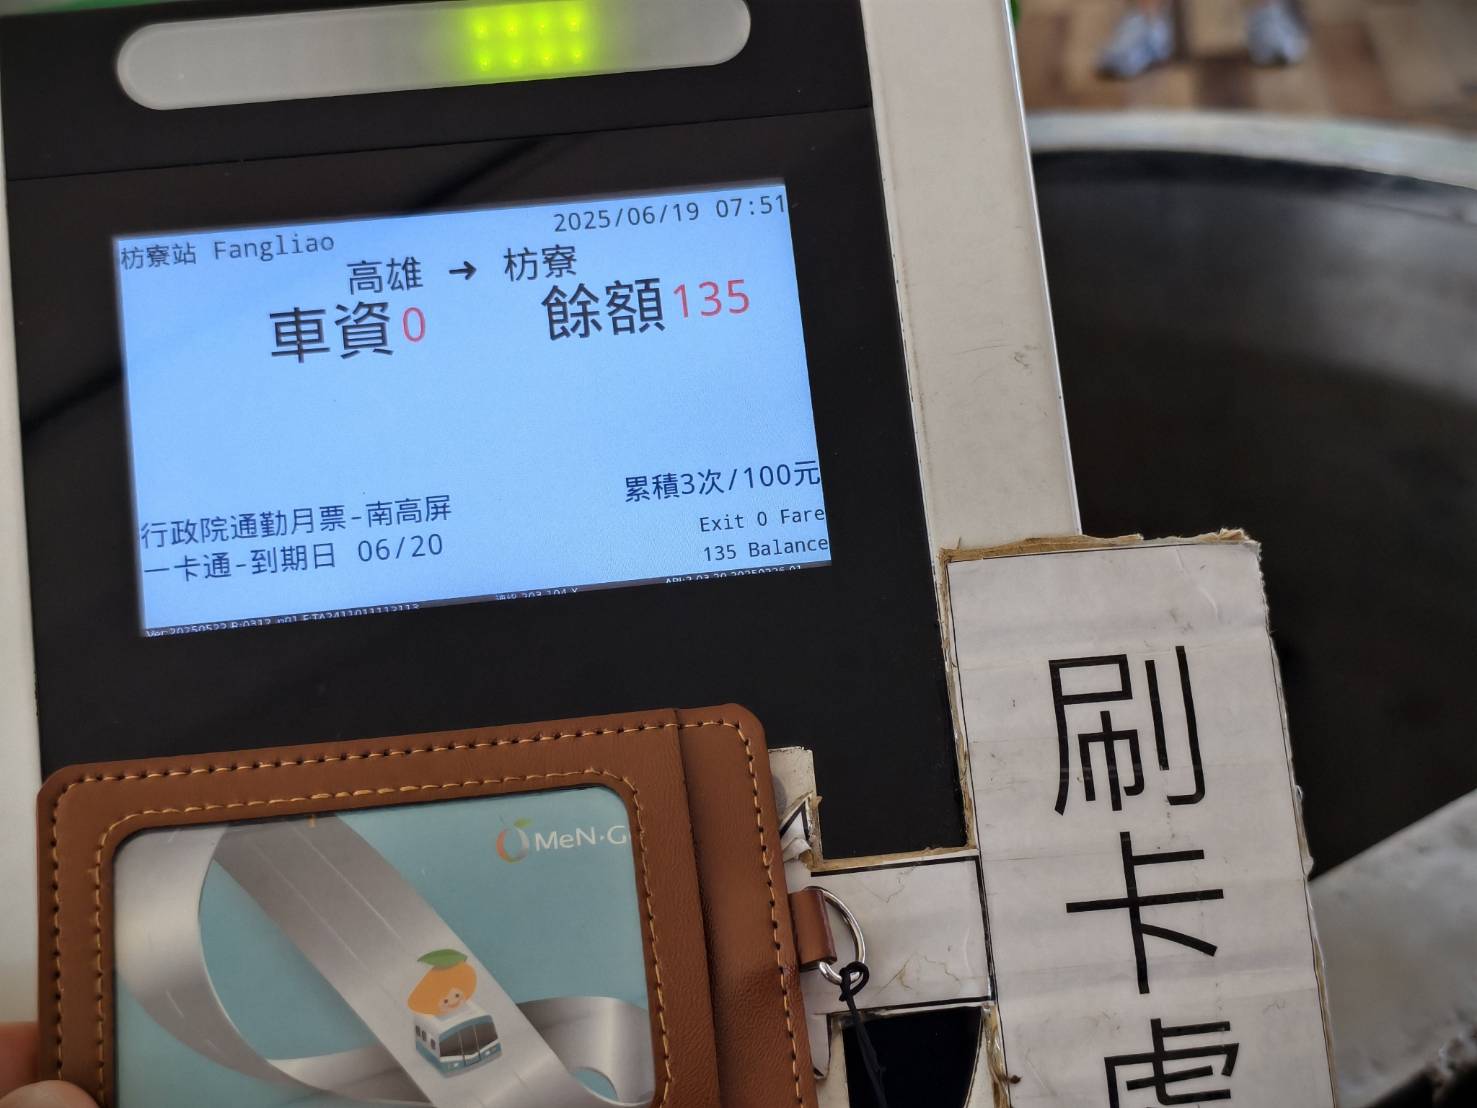 2025/06/19 07:51
枋寮站 Fangliao
高雄 → 枋寮
車資0 餘額135
累積3次/100元
行政院通勤月票-南高屏
Exit 0 Fare
一卡通-到期日 06/20
135 Balance
MeN·G
刷卡處